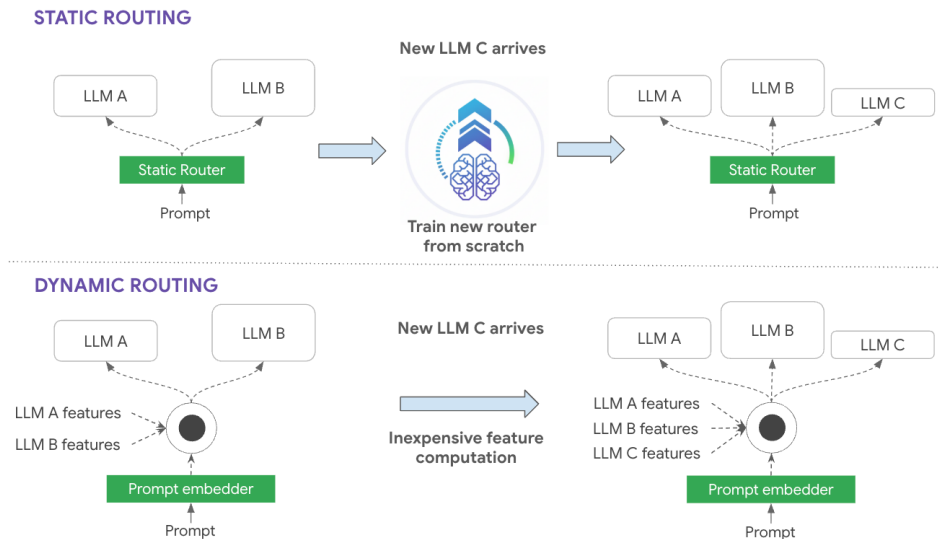 STATIC ROUTING
New LLM C arrives
LLM A
LLM B
LLM A
LLM B
LLM C
Static Router
Static Router
Prompt
Prompt
Train new router
from scratch
DYNAMIC ROUTING
New LLM C arrives
LLM A
LLM B
LLM A
LLM B
LLM C
LLM A features
LLM B features
LLM A features
LLM B features
LLM C features
Inexpensive feature
computation
Prompt embedder
Prompt embedder
Prompt
Prompt